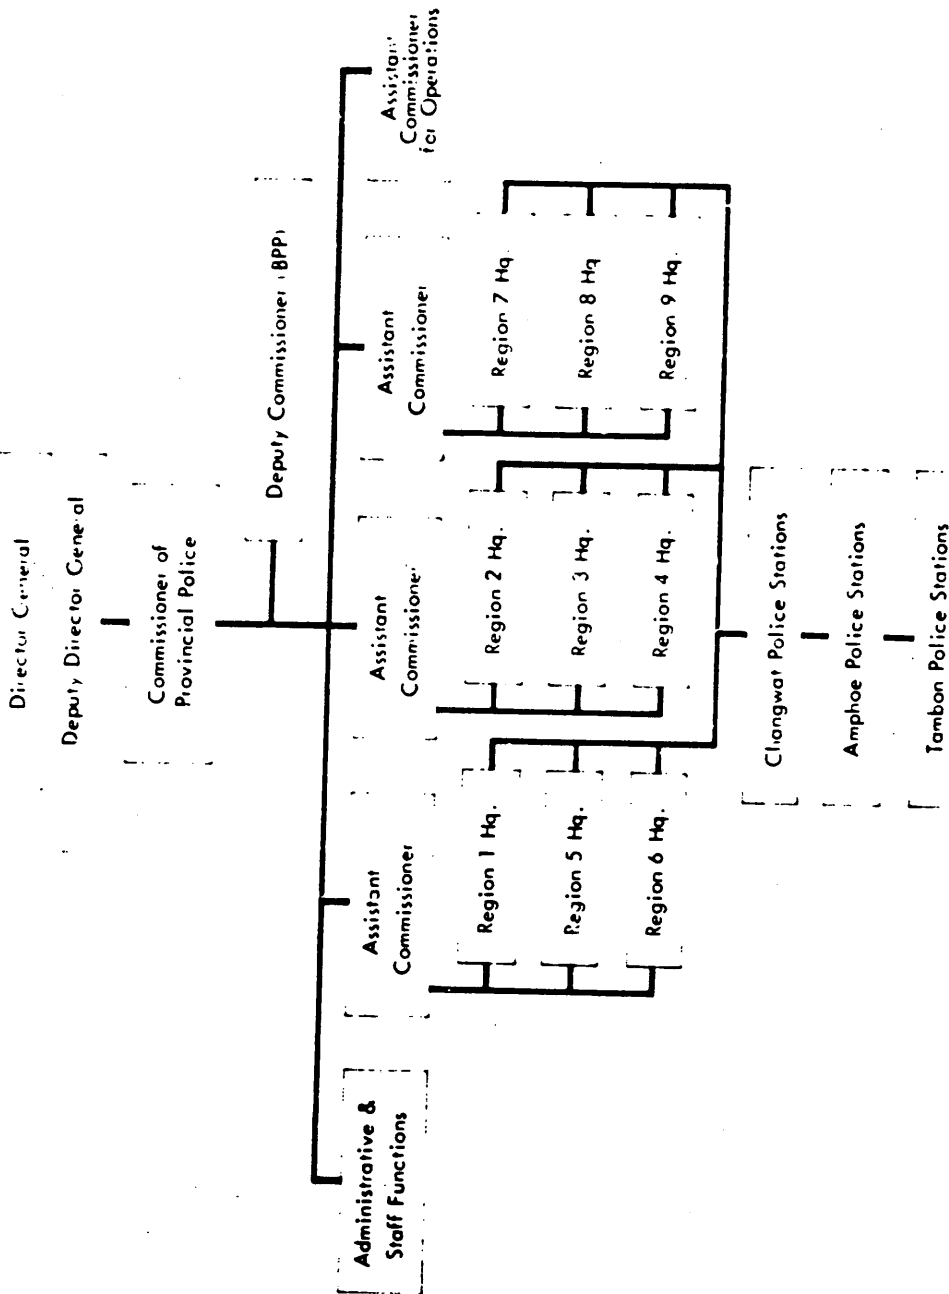 Director General
Deputy Director General
Commissioner of
Provincial Police
Deputy Commissioner (BPP)
Administrative &
Staff Functions
Assistant
Commissioner
Assistant
Commissioner
Assistant
Commissioner
Assistant
Commissioner
for Operations
Region 1 Hq.
Region 5 Hq.
Region 6 Hq.
Region 2 Hq.
Region 3 Hq.
Region 4 Hq.
Region 7 Hq.
Region 8 Hq
Region 9 Hq.
Changwat Police Stations
Amphoe Police Stations
Tambon Police Stations